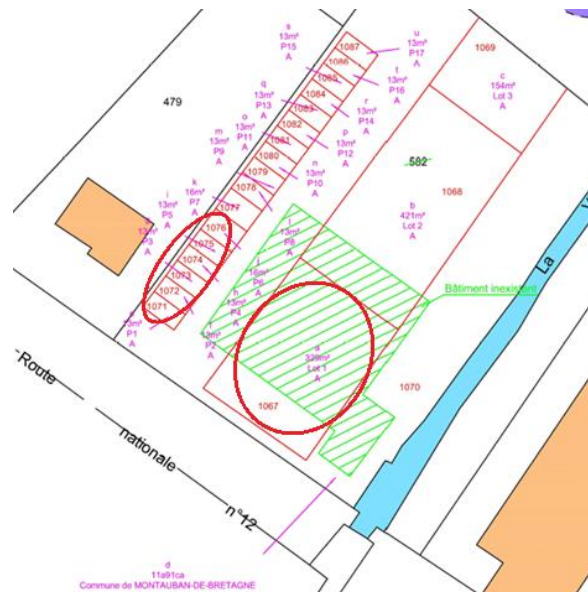 s
13m²
P15
A
u
13m²
P17
A
1087
1086
1085
1084
1083
1082
1081
1080
1079
1078
1077
1076
1075
1074
1073
1072
1071
1069
c
154m²
Lot 3
A
q
13m²
P13
A
t
13m²
P16
A
479
o
13m²
P11
A
r
13m²
P14
A
m
13m²
P9
A
p
13m²
P12
A
582
n
13m²
P10
A
k
16m²
P7
A
1068
b
421m²
Lot 2
A
i
13m²
P5
A
l
13m²
P8
A
13m²
P3
A
La
j
16m²
P6
A
Bâtiment inexistent
h
13m²
P4
A
13m²
P1
A
f
13m²
P2
A
a
329m²
Lot 1
A
1070
1067
Route
nationale
n°12
d
11a91ca
Commune de MONTAUBAN-DE-BRETAGNE